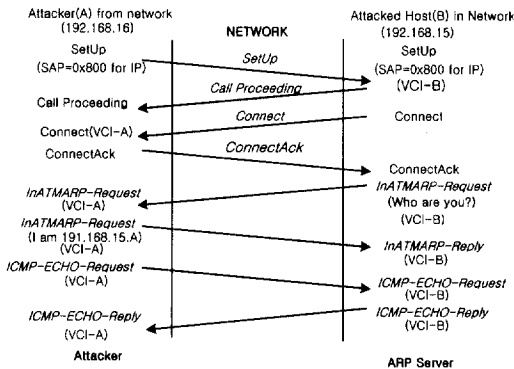 Attacker(A) from network
(192.168.16)
NETWORK
Attacked Host(B) in Network
(192.168.15)
SetUp
(SAP=0x800 for IP)
SetUp
SetUp
(SAP=0x800 for IP)
(VCI-B)
Call Proceeding
Call Proceeding
Connect(VCI-A)
Connect
Connect
ConnectAck
ConnectAck
ConnectAck
InATMARP-Request
(VCI-A)
InATMARP-Request
(Who are you?)
(VCI-B)
InATMARP-Request
(I am 191.168.15.A)
(VCI-A)
InATMARP-Reply
(VCI-B)
ICMP-ECHO-Request
(VCI-A)
ICMP-ECHO-Request
(VCI-B)
ICMP-ECHO-Reply
(VCI-A)
ICMP-ECHO-Reply
(VCI-B)
Attacker
ARP Server